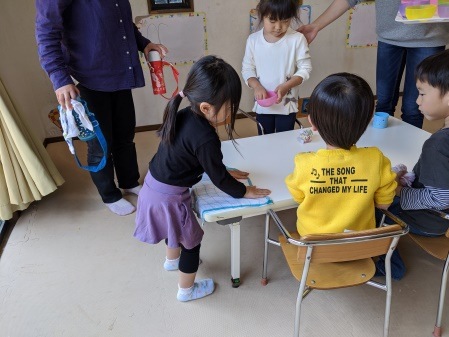 THE SONG
THAT
CHANGED MY LIFE